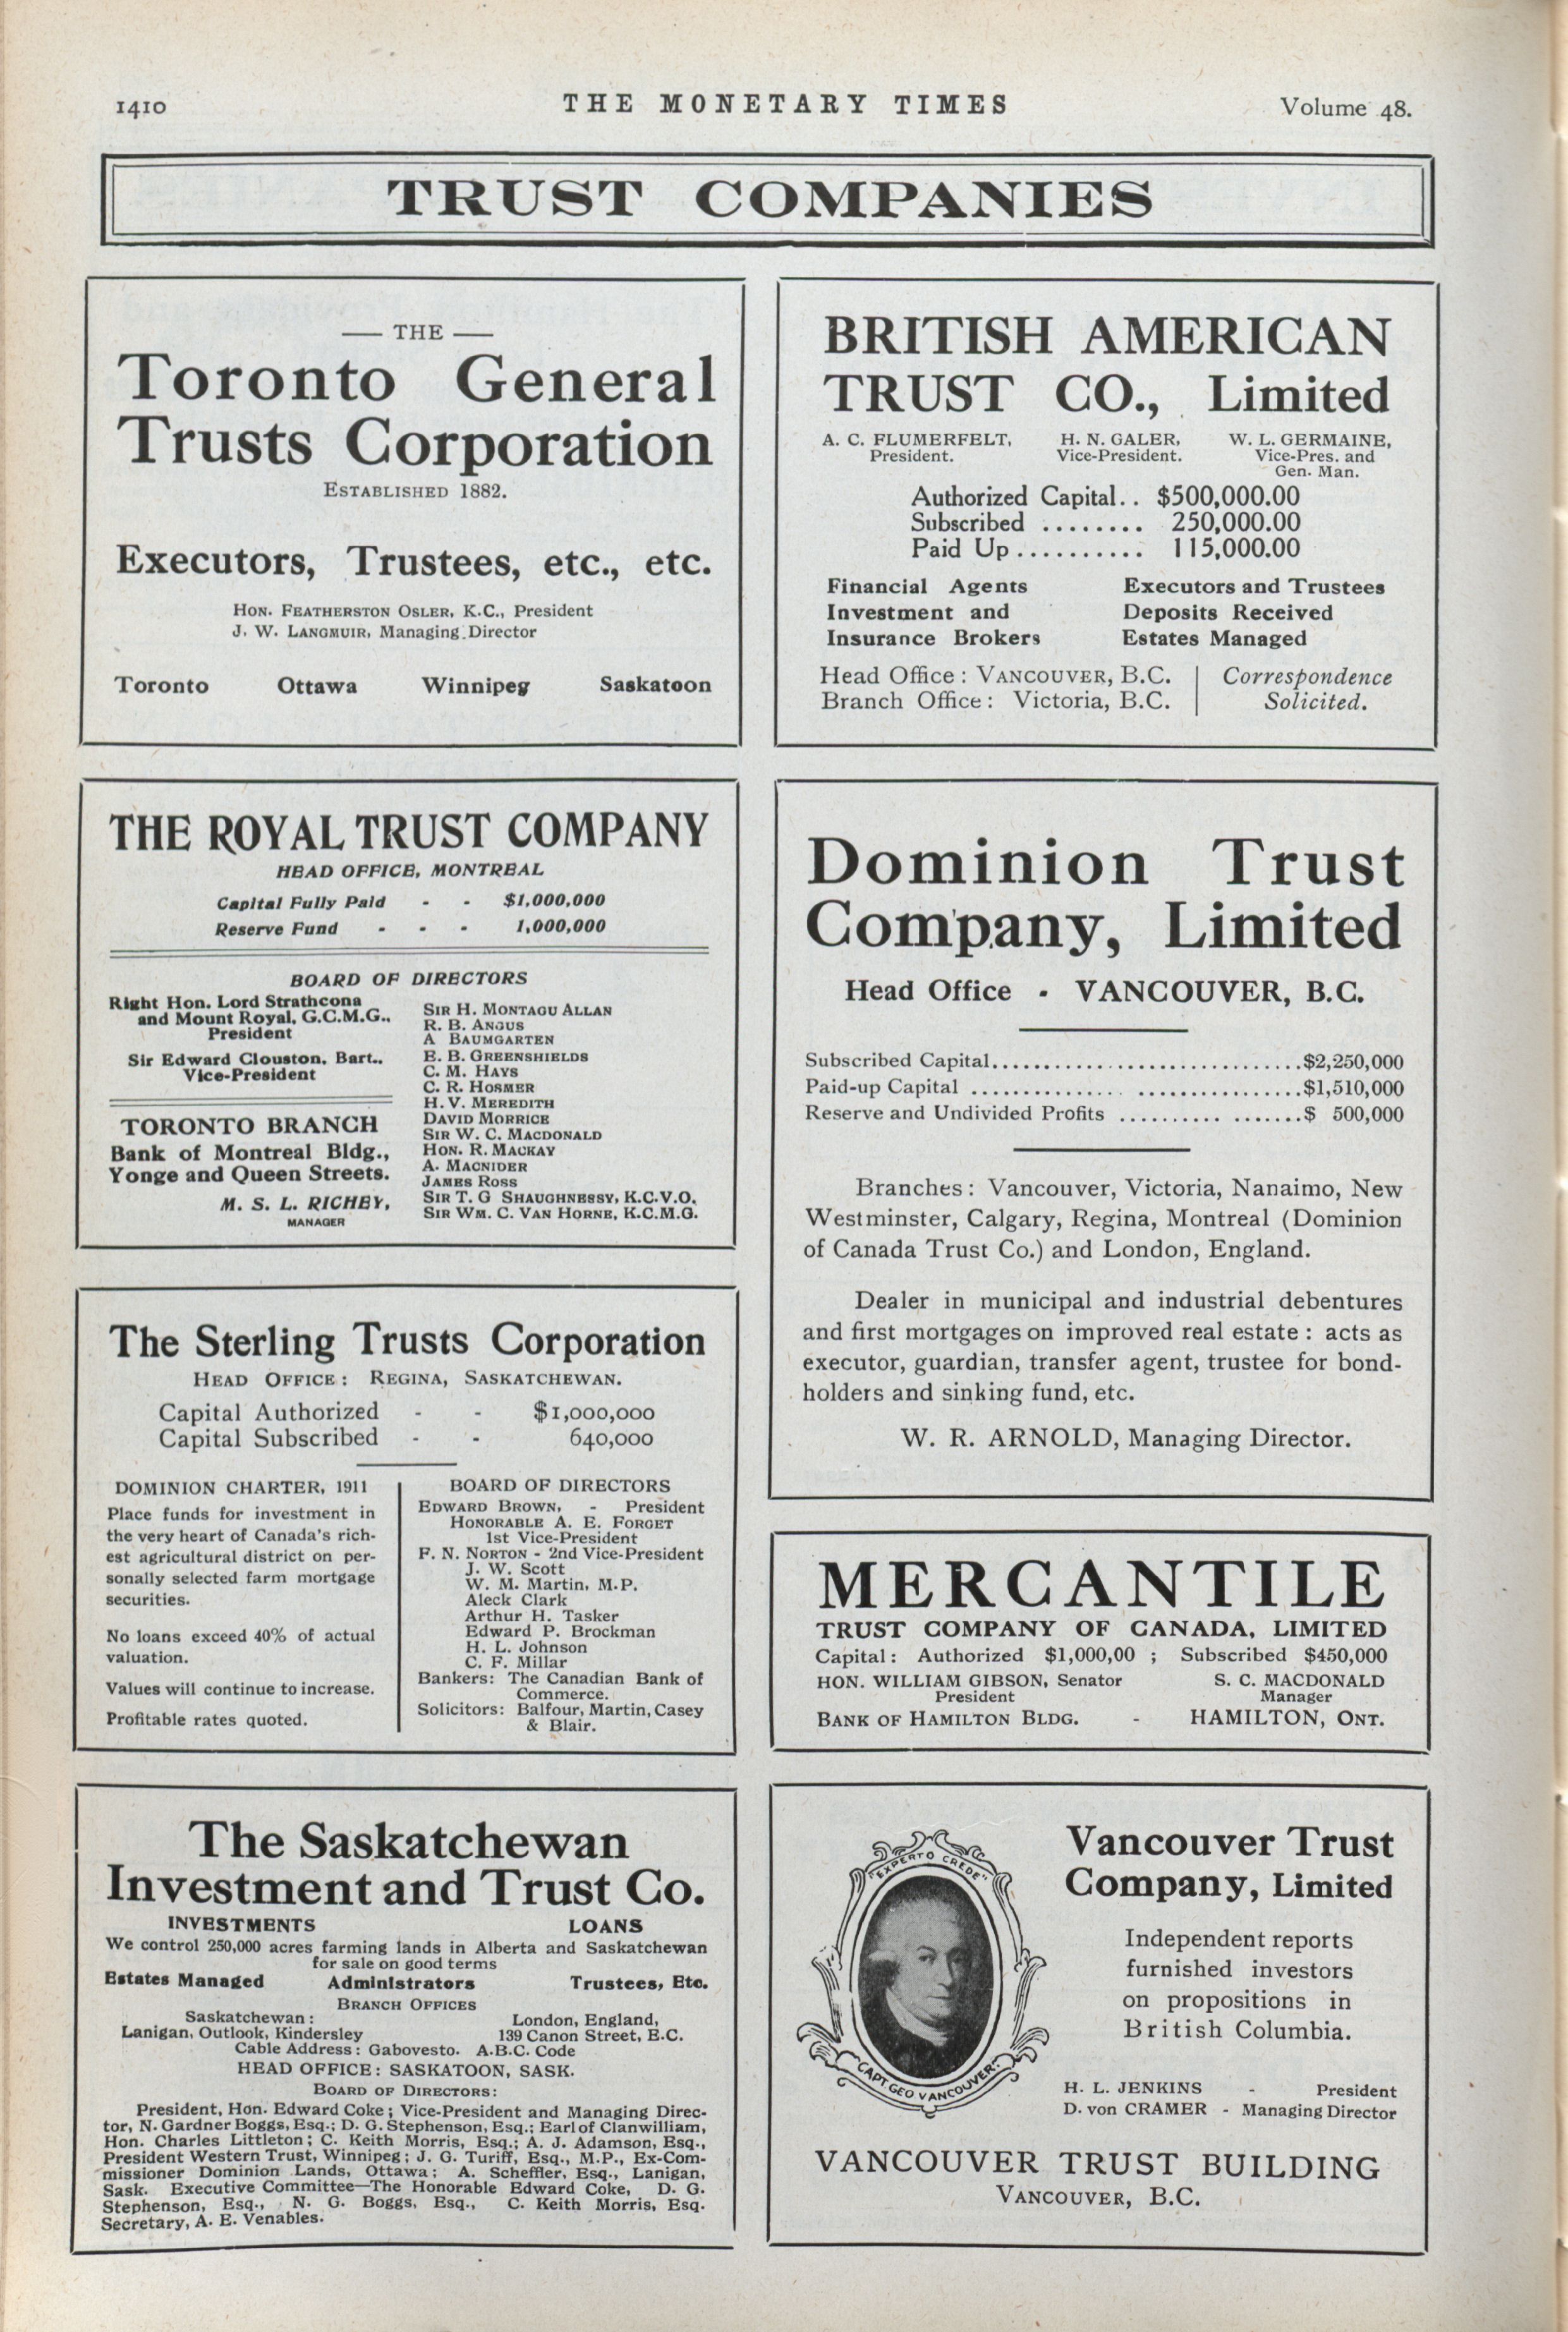 1410
THE MONETARY TIMES
Volume 48.
TRUST COMPANIES
— THE —
Toronto General
Trusts Corporation
ESTABLISHED 1882.
Executors, Trustees, etc., etc.
HON. FEATHERSTON OSLER, K.C., President
J. W. LANGMUIR, Managing Director
Toronto Ottawa Winnipeg Saskatoon
BRITISH AMERICAN
TRUST CO., Limited
A. C. FLUMERFELT, H. N. GALER, W. L. GERMAINE,
President. Vice-President. Vice-Pres. and
Gen. Man.
Authorized Capital.. $500,000.00
Subscribed ........ 250,000.00
Paid Up.......... 115,000.00
Financial Agents Executors and Trustees
Investment and Deposits Received
Insurance Brokers Estates Managed
Head Office : VANCOUVER, B.C.
Branch Office : Victoria, B.C.
Correspondence
Solicited.
THE ROYAL TRUST COMPANY
HEAD OFFICE, MONTREAL
Capital Fully Paid - - $1,000,000
Reserve Fund - - - 1,000,000
BOARD OF DIRECTORS
Right Hon. Lord Strathcona
and Mount Royal, G.C.M.G.,
President
Sir Edward Clouston, Bart.,
Vice-President
TORONTO BRANCH
Bank of Montreal Bldg.,
Yonge and Queen Streets.
M. S. L. RICHEY,
MANAGER
SIR H. MONTAGU ALLAN
R. B. ANGUS
A BAUMGARTEN
E. B. GREENSHIELDS
C. M. HAYS
C. R. HOSMER
H. V. MEREDITH
DAVID MORRICE
SIR W. C. MACDONALD
HON. R. MACKAY
A. MACNIDER
JAMES ROSS
SIR T. G SHAUGHNESSY, K.C.V.O.
SIR WM. C. VAN HORNE, K.C.M.G.
Dominion Trust
Company, Limited
Head Office - VANCOUVER, B.C.
Subscribed Capital..............................$2,250,000
Paid-up Capital ................ ................$1,510,000
Reserve and Undivided Profits .......... .......$ 500,000
Branches : Vancouver, Victoria, Nanaimo, New
Westminster, Calgary, Regina, Montreal (Dominion
of Canada Trust Co.) and London, England.
Dealer in municipal and industrial debentures
and first mortgages on improved real estate : acts as
executor, guardian, transfer agent, trustee for bond-
holders and sinking fund, etc.
W. R. ARNOLD, Managing Director.
The Sterling Trusts Corporation
HEAD OFFICE : REGINA, SASKATCHEWAN.
Capital Authorized - - $1,000,000
Capital Subscribed - - 640,000
DOMINION CHARTER, 1911
Place funds for investment in
the very heart of Canada's rich-
est agricultural district on per-
sonally selected farm mortgage
securities.
No loans exceed 40% of actual
valuation.
Values will continue to increase.
Profitable rates quoted.
BOARD OF DIRECTORS
EDWARD BROWN, - President
HONORABLE A. E. FORGET
1st Vice-President
F. N. NORTON - 2nd Vice-President
J. W. Scott
W. M. Martin, M.P.
Aleck Clark
Arthur H. Tasker
Edward P. Brockman
H. L. Johnson
C. F. Millar
Bankers: The Canadian Bank of
Commerce.
Solicitors: Balfour, Martin, Casey
& Blair.
MERCANTILE
TRUST COMPANY OF CANADA, LIMITED
Capital : Authorized $1,000,00 ; Subscribed $450,000
HON. WILLIAM GIBSON, Senator S. C. MACDONALD
President Manager
BANK OF HAMILTON BLDG. - HAMILTON, ONT.
The Saskatchewan
Investment and Trust Co.
INVESTMENTS LOANS
We control 250,000 acres farming lands in Alberta and Saskatchewan
for sale on good terms
Estates Managed Administrators Trustees, Etc.
BRANCH OFFICES
Saskatchewan : London, England,
Lanigan, Outlook, Kindersley 139 Canon Street, E.C.
Cable Address : Gabovesto. A.B.C. Code
HEAD OFFICE : SASKATOON, SASK.
BOARD OF DIRECTORS:
President, Hon. Edward Coke ; Vice-President and Managing Direc-
tor, N. Gardner Boggs, Esq.; D. G. Stephenson, Esq.; Earl of Clanwilliam,
Hon. Charles Littleton ; C. Keith Morris, Esq.; A. J. Adamson, Esq.,
President Western Trust, Winnipeg ; J. G. Turiff, Esq., M.P., Ex-Com-
missioner Dominion Lands, Ottawa ; A. Scheffler, Esq., Lanigan,
Sask. Executive Committee—The Honorable Edward Coke, D. G.
Stephenson, Esq., N. G. Boggs, Esq., C. Keith Morris, Esq.
Secretary, A. E. Venables.
"EXPERTO CREDE"
CAPT. GEO VANCOUVER.
Vancouver Trust
Company, Limited
Independent reports
furnished investors
on propositions in
British Columbia.
H. L. JENKINS - President
D. von CRAMER - Managing Director
VANCOUVER TRUST BUILDING
VANCOUVER, B.C.